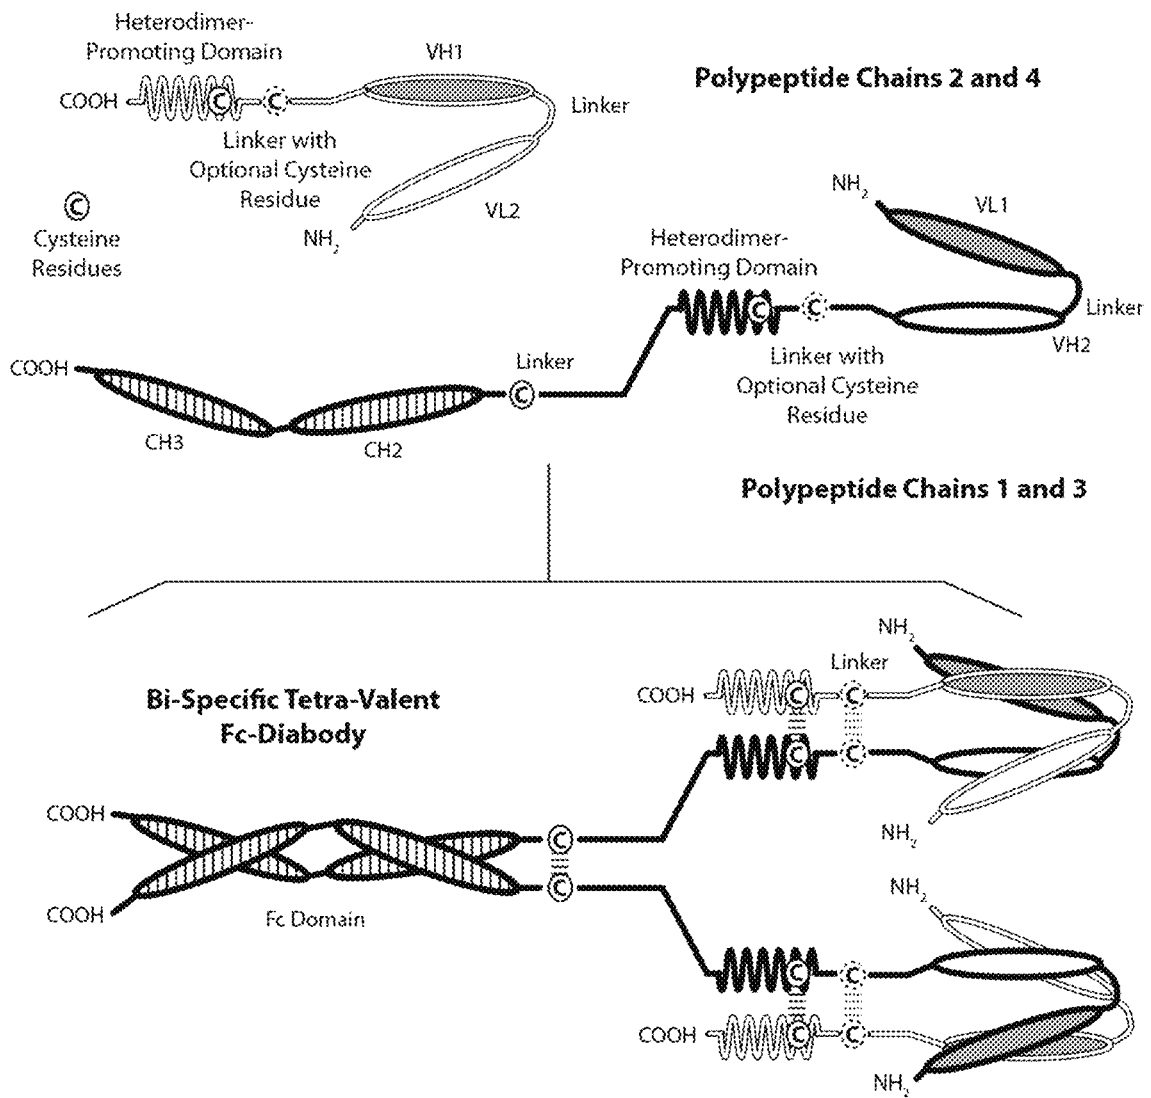 Heterodimer-
Promoting Domain
VH1
Polypeptide Chains 2 and 4
COOH
C
C
Linker
Linker with
Optional Cysteine
Residue
VL2
NH2
C
Cysteine
Residues
NH2
VL1
Heterodimer-
Promoting Domain
C
C
Linker
VH2
Linker with
Optional Cysteine
Residue
COOH
Linker
C
CH3
CH2
Polypeptide Chains 1 and 3
Bi-Specific Tetra-Valent
Fc-Diabody
NH2
Linker
COOH
C
C
C
C
NH2
COOH
C
C
COOH
Fc Domain
NH2
C
C
COOH
C
C
NH2